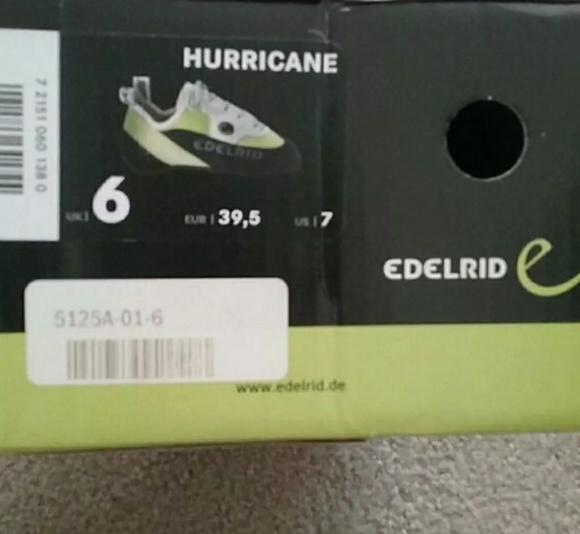 HURRICANE
EDELRID
7 2151 060 138 0
UK | 6
EUR | 39,5
US | 7
EDELRID e
5125A-01-6
www.edelrid.de